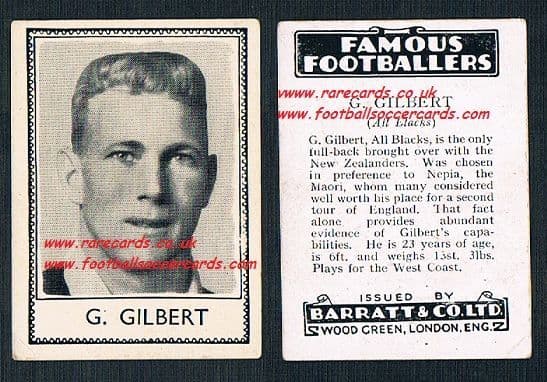 www.rarecards.co.uk
www.footballsoccercards.com
G. GILBERT
FAMOUS
FOOTBALLERS
www.rarecards.co.uk
G. GILBERT
www.footballsoccercards.com
(All Blacks)
G. Gilbert, All Blacks, is the only
full-back brought over with the
New Zealanders. Was chosen
in preference to Nepia, the
Maori, whom many considered
well worth his place for a second
tour of England. That fact
alone provides abundant
evidence of Gilbert's capa-
bilities. He is 23 years of age,
is 6ft. and weighs 13st. 3lbs.
Plays for the West Coast.
ISSUED BY
BARRATT & CO. LTD.
WOOD GREEN, LONDON, ENG.